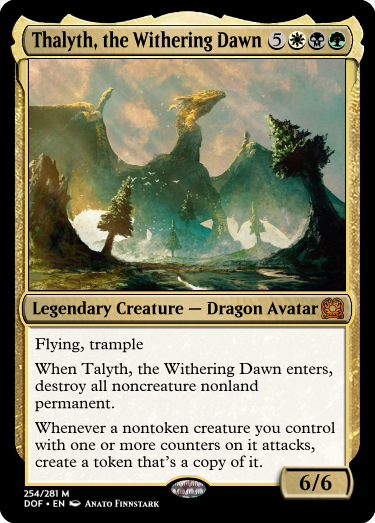 Thalyth, the Withering Dawn 5
Legendary Creature — Dragon Avatar
Flying, trample
When Talyth, the Withering Dawn enters,
destroy all noncreature nonland
permanent.
Whenever a nontoken creature you control
with one or more counters on it attacks,
create a token that's a copy of it.
6/6
254/281 M
DOF • EN Anato Finnstark